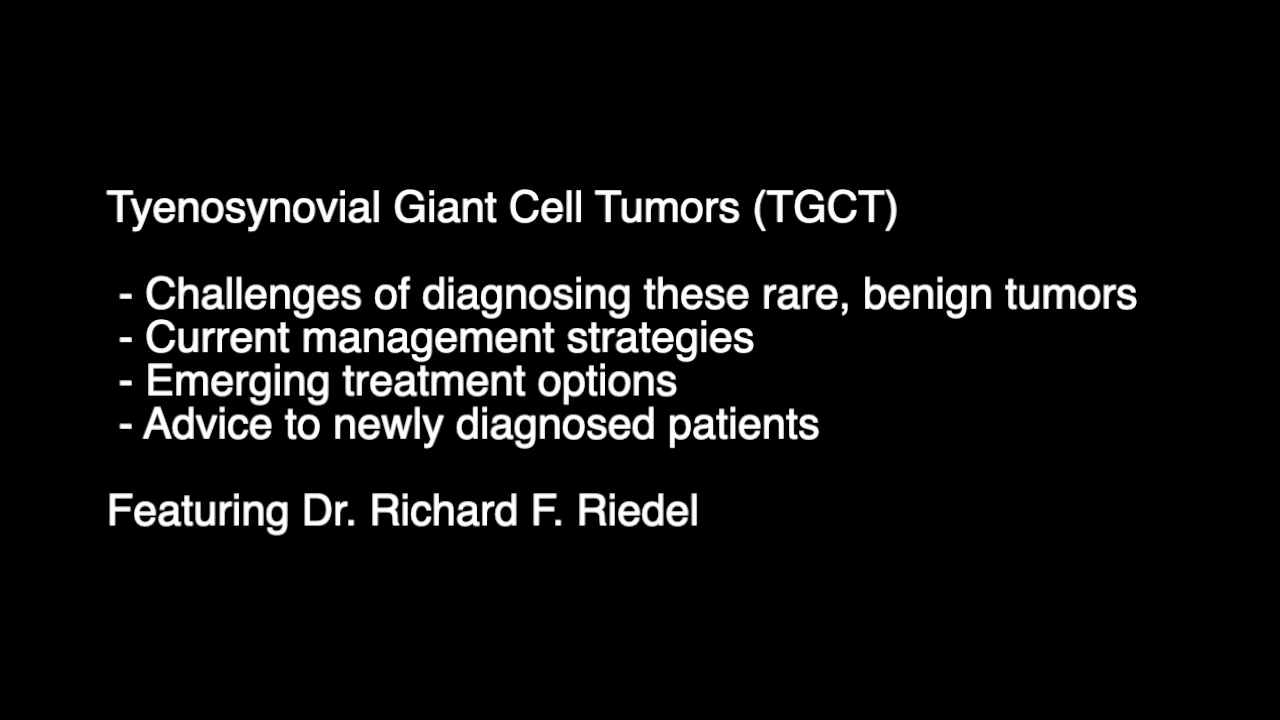 Tyenosynovial Giant Cell Tumors (TGCT)
- Challenges of diagnosing these rare, benign tumors
- Current management strategies
- Emerging treatment options
- Advice to newly diagnosed patients
Featuring Dr. Richard F. Riedel